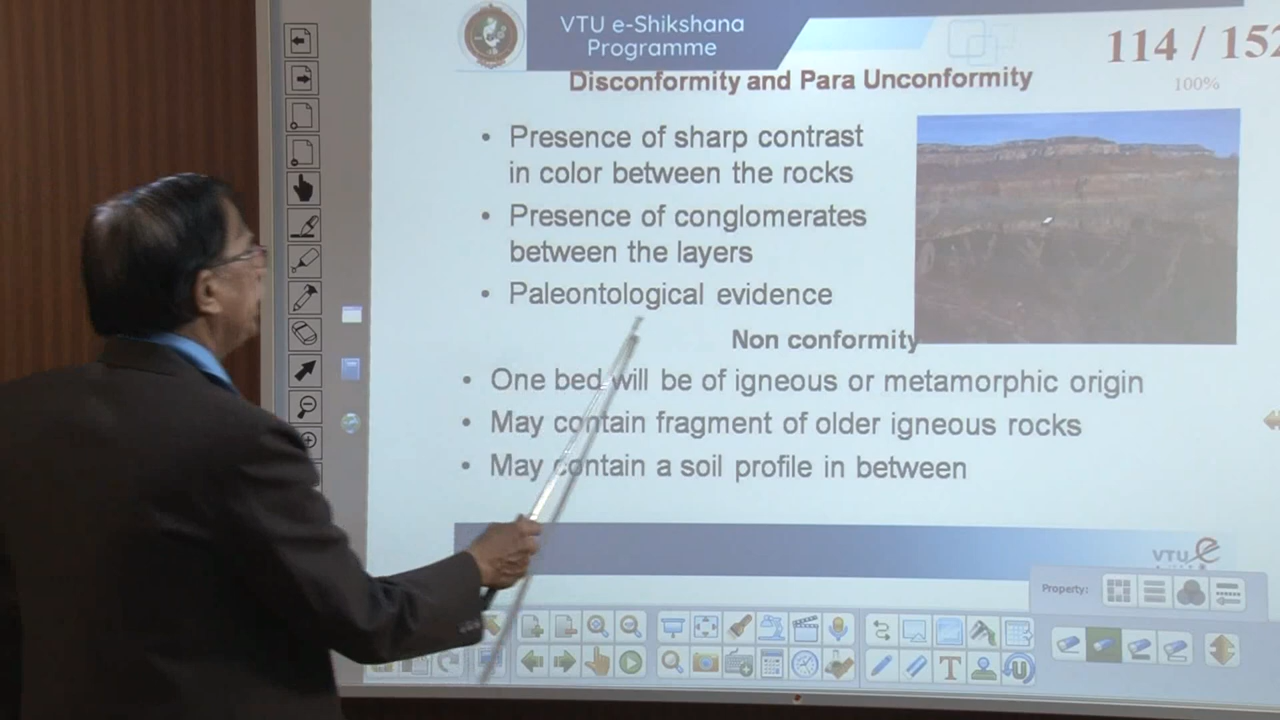 VTU e-Shikshana
Programme
114 / 152
100%
Disconformity and Para Unconformity
• Presence of sharp contrast
in color between the rocks
• Presence of conglomerates
between the layers
• Paleontological evidence
Non conformity
• One bed will be of igneous or metamorphic origin
• May contain fragment of older igneous rocks
• May contain a soil profile in between
VTU e
Property:
T